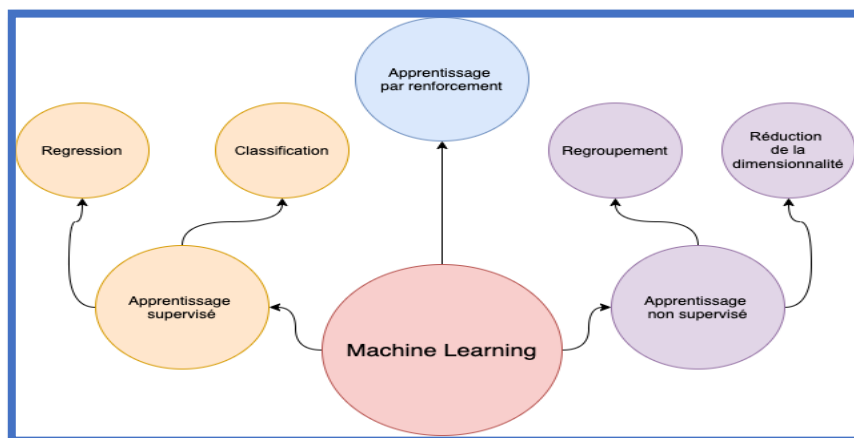 Apprentissage
par renforcement
Regression
Classification
Regroupement
Réduction
de la
dimensionnalité
Apprentissage
supervisé
Machine Learning
Apprentissage
non supervisé